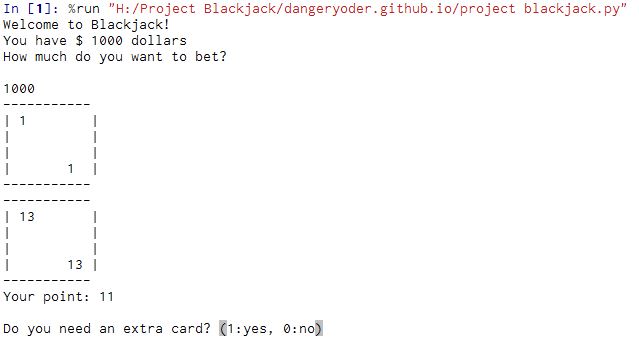 In [1]: %run "H:/Project Blackjack/dangeryoder.github.io/project blackjack.py"
Welcome to Blackjack!
You have $ 1000 dollars
How much do you want to bet?
1000
-----------
| 1        |
|          |
|          |
|       1  |
-----------
-----------
| 13       |
|          |
|          |
|       13 |
-----------
Your point: 11
Do you need an extra card? (1:yes, 0:no)